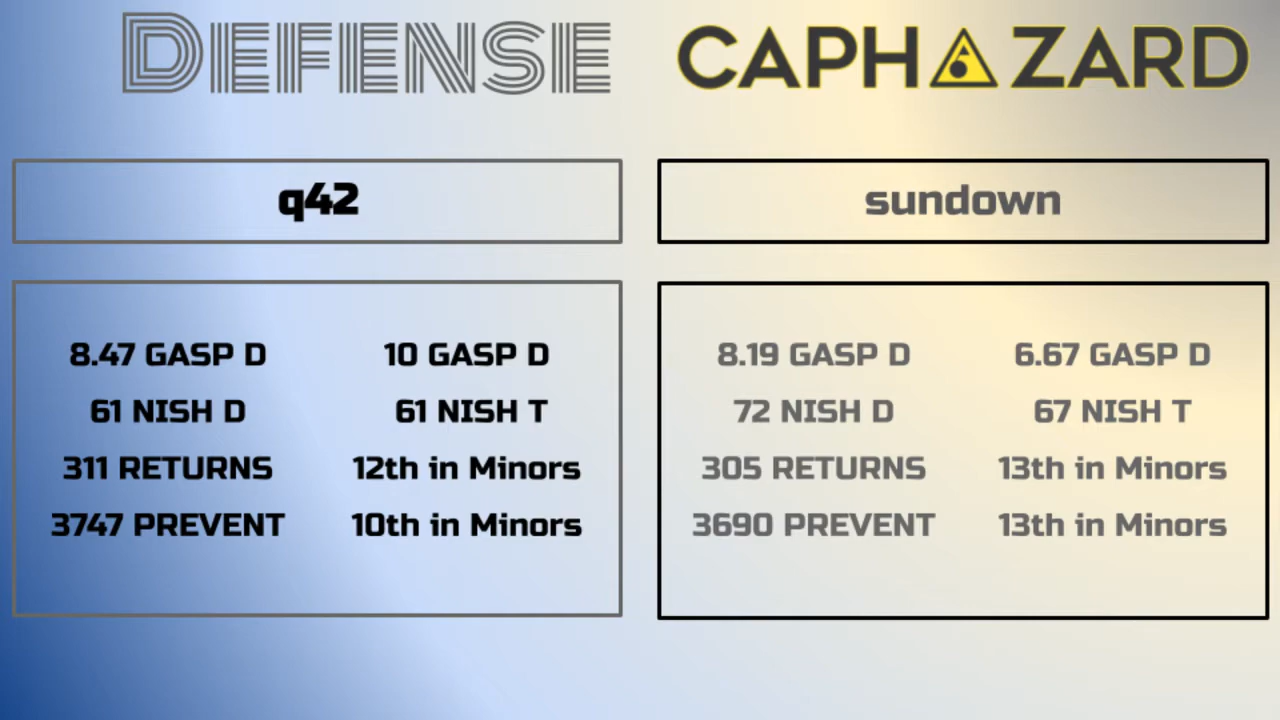 DEFENSE
CAPHAZARD
q42
8.47 GASP D 10 GASP D
61 NISH D 61 NISH T
311 RETURNS 12th in Minors
3747 PREVENT 10th in Minors
sundown
8.19 GASP D 6.67 GASP D
72 NISH D 67 NISH T
305 RETURNS 13th in Minors
3690 PREVENT 13th in Minors